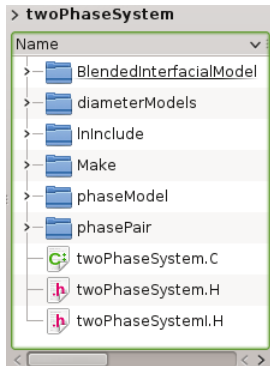 twoPhaseSystem
Name
BlendedInterfacialModel
diameterModels
lnInclude
Make
phaseModel
phasePair
twoPhaseSystem.C
twoPhaseSystem.H
twoPhaseSystemI.H